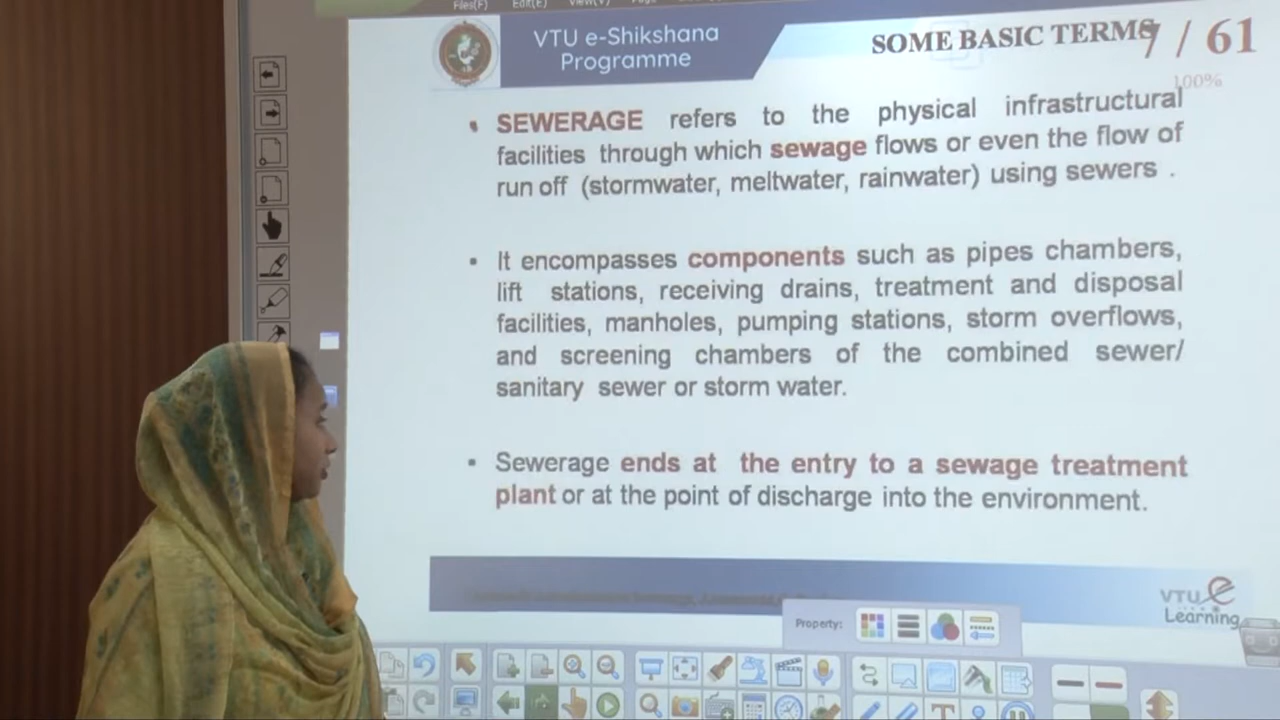 Files(F) Edit(E) View(V) Page
VTU e-Shikshana
Programme
SOME BASIC TERMS
7 / 61
100%
▪ SEWERAGE refers to the physical infrastructural
facilities through which sewage flows or even the flow of
run off (stormwater, meltwater, rainwater) using sewers .
▪ It encompasses components such as pipes chambers,
lift stations, receiving drains, treatment and disposal
facilities, manholes, pumping stations, storm overflows,
and screening chambers of the combined sewer/
sanitary sewer or storm water.
▪ Sewerage ends at the entry to a sewage treatment
plant or at the point of discharge into the environment.
VTU e
Learning
Property: